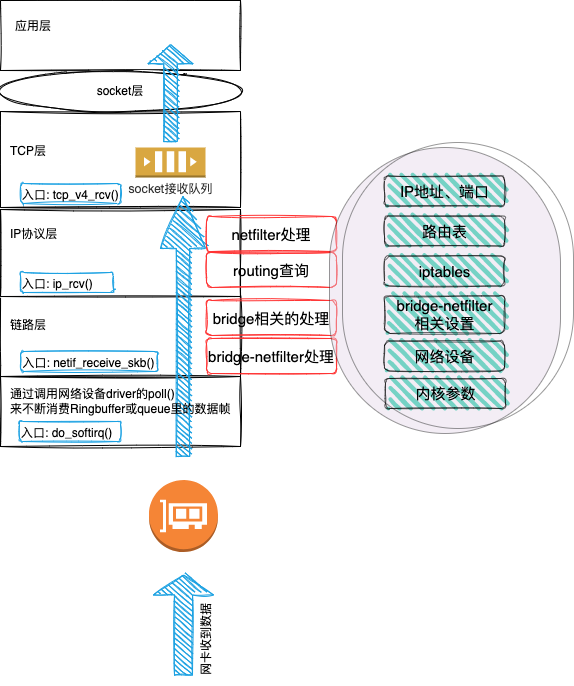 应用层
socket层
TCP层
socket接收队列
入口: tcp_v4_rcv()
IP协议层
入口: ip_rcv()
netfilter处理
routing查询
链路层
入口: netif_receive_skb()
bridge相关的处理
bridge-netfilter处理
通过调用网络设备driver的poll()
来不断消费Ringbuffer或queue里的数据帧
入口: do_softirq()
网卡收到数据
IP地址、端口
路由表
iptables
bridge-netfilter
相关设置
网络设备
内核参数